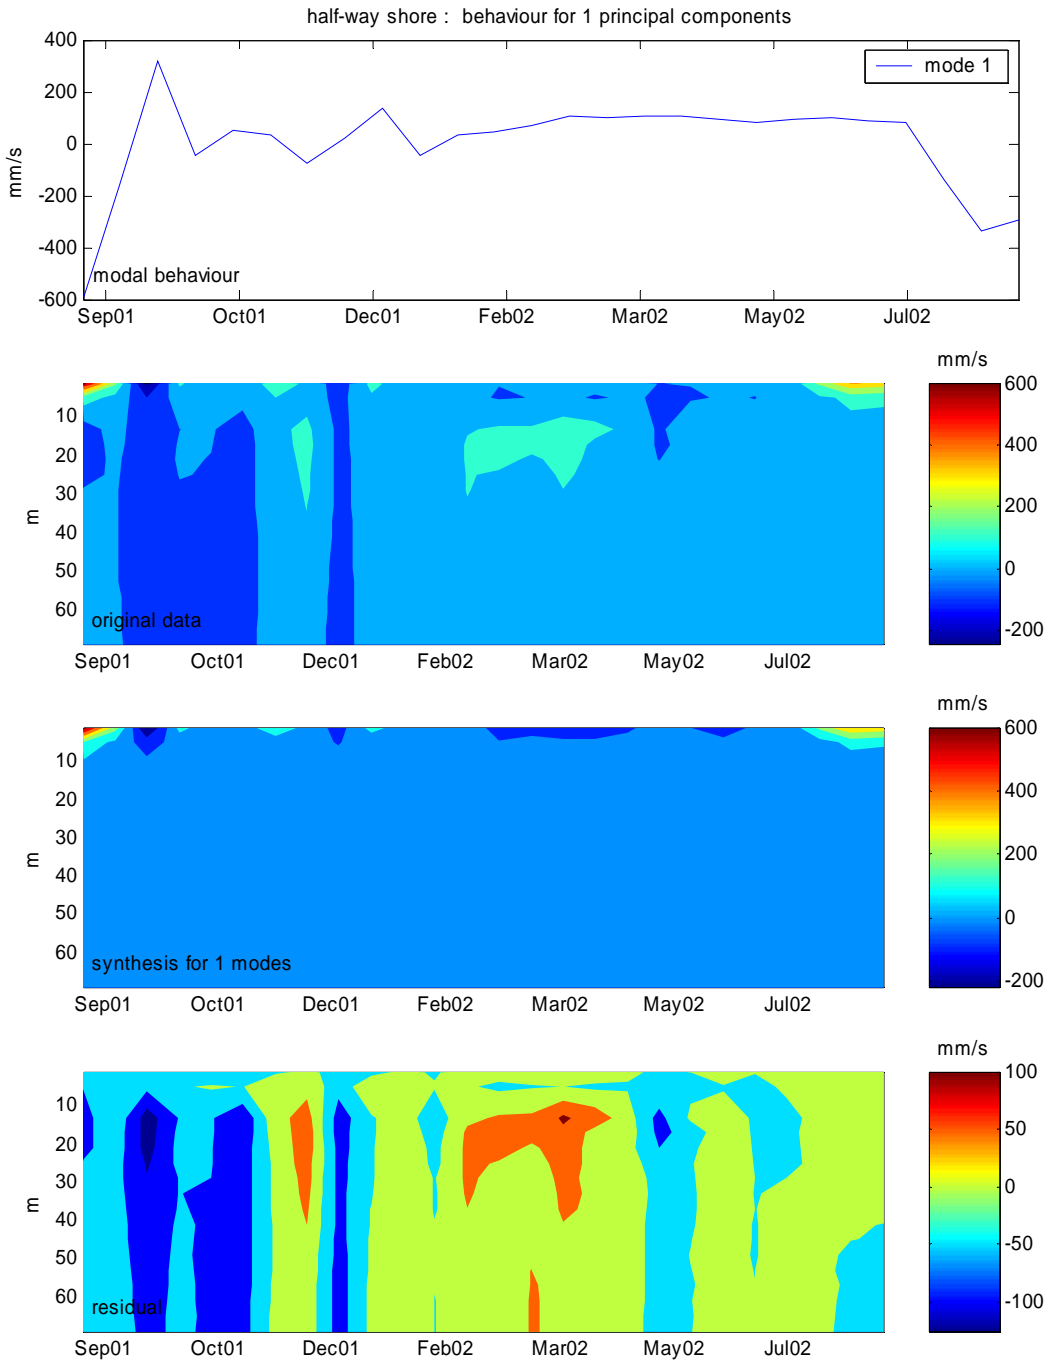 half-way shore : behaviour for 1 principal components
400
200
0
-200
-400
-600
mm/s
mode 1
modal behaviour
Sep01 Oct01 Dec01 Feb02 Mar02 May02 Jul02
mm/s
10
20
30
40
50
60
m
original data
Sep01 Oct01 Dec01 Feb02 Mar02 May02 Jul02
600
400
200
0
-200
mm/s
10
20
30
40
50
60
m
synthesis for 1 modes
Sep01 Oct01 Dec01 Feb02 Mar02 May02 Jul02
600
400
200
0
-200
mm/s
10
20
30
40
50
60
m
residual
Sep01 Oct01 Dec01 Feb02 Mar02 May02 Jul02
100
50
0
-50
-100